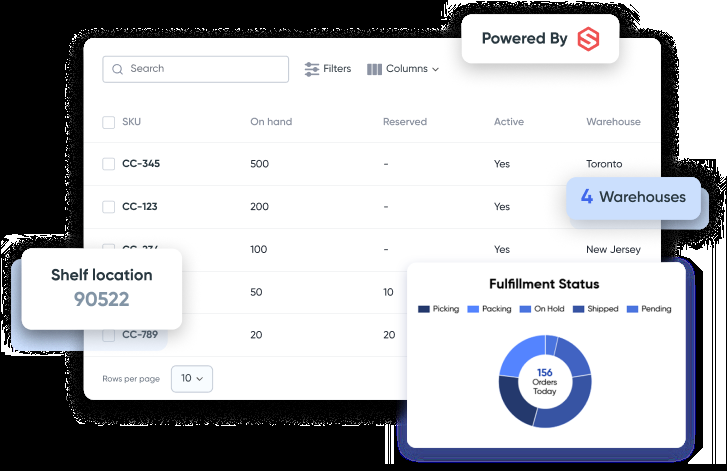 Powered By
Search
Filters
Columns
SKU On hand Reserved Active Warehouse
CC-345 500 - Yes Toronto
CC-123 200 - Yes
4 Warehouses
100 - Yes New Jersey
Shelf location
90522
50 10
CC-789 20 20
Rows per page 10
Fulfillment Status
Picking Packing On Hold Shipped Pending
156
Orders
Today